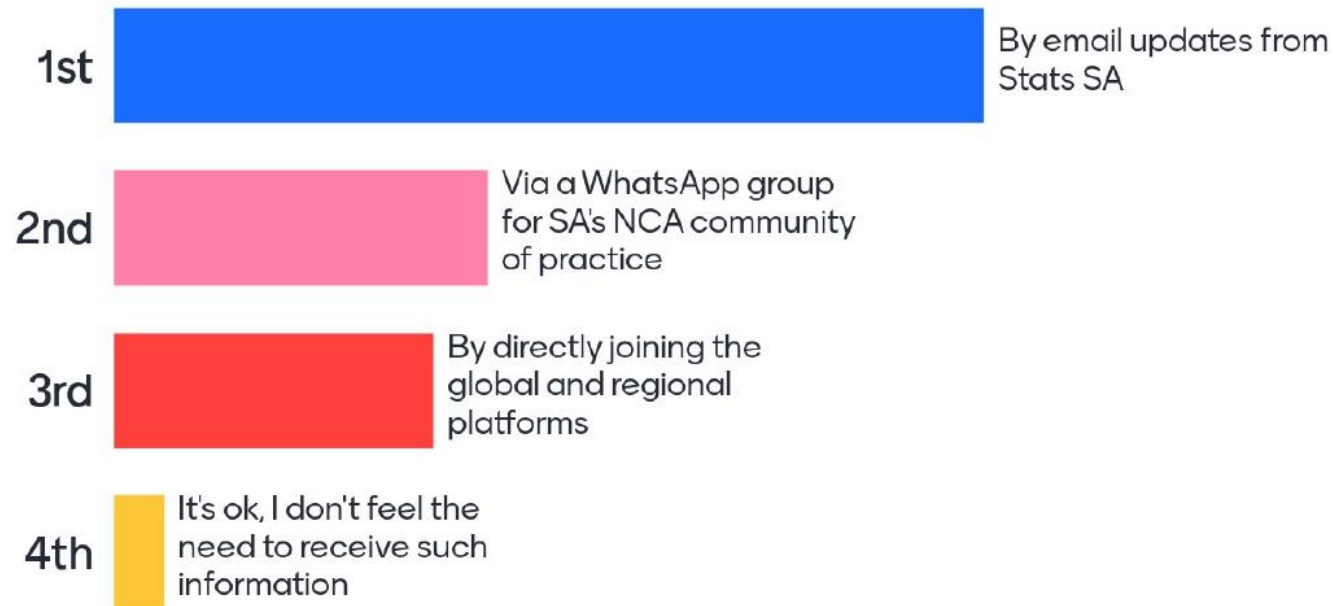 1st
By email updates from
Stats SA
2nd
Via a WhatsApp group
for SA's NCA community
of practice
3rd
By directly joining the
global and regional
platforms
4th
It's ok, I don't feel the
need to receive such
information